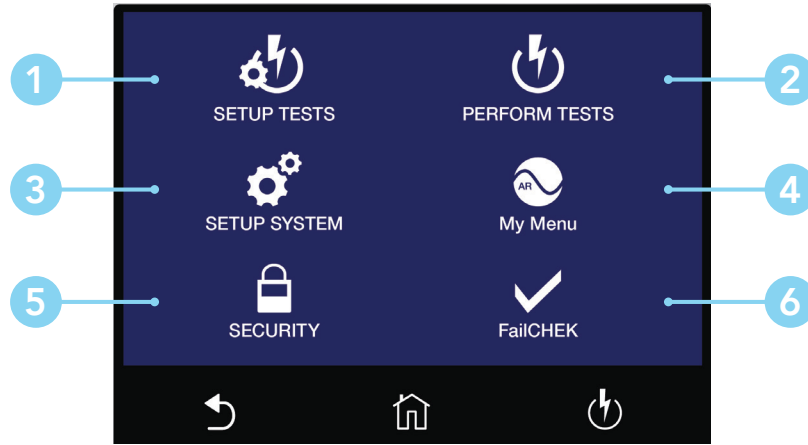 1
2
SETUP TESTS
PERFORM TESTS
3
AR
4
SETUP SYSTEM
My Menu
5
6
SECURITY
FailCHEK